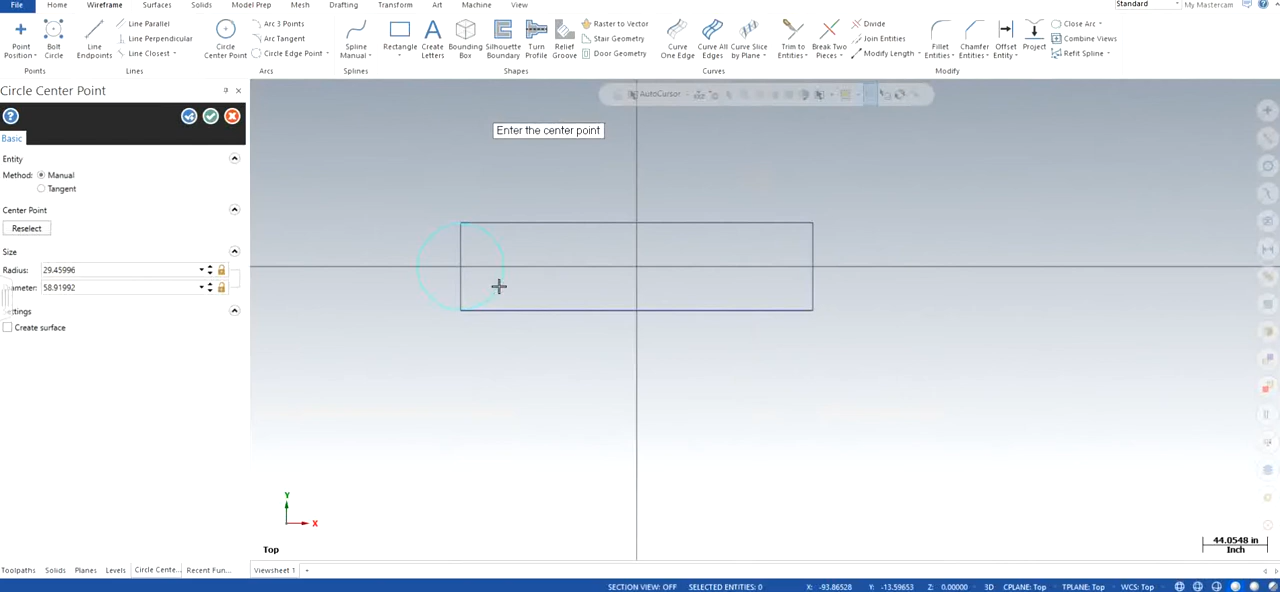 File Home Wireframe Surfaces Solids Model Prep Mesh Drafting Transform Art Machine View Standard My Mastercam
Line Parallel Arc 3 Points Raster to Vector Divide Close Arc
Line Perpendicular Arc Tangent Stair Geometry Join Entities Combine Views
Point Position Bolt Circle Line Endpoints Line Closest Circle Center Point Circle Edge Point Spline Manual Rectangle Create Letters Bounding Box Silhouette Boundary Turn Profile Relief Groove Door Geometry Curve One Edge Curve All Edges Curve Slice by Plane Trim to Entities Break Two Pieces Modify Length Fillet Entities Chamfer Entities Offset Entity Project Refit Spline
Points Lines Arcs Splines Shapes Curves Modify
Circle Center Point
AutoCursor
Basic
Enter the center point
Entity
Method: Manual
Tangent
Center Point
Reselect
Size
Radius: 29.45996
Diameter: 58.91992
Settings
Create surface
Y
X
Top
44.0548 in
Inch
Toolpaths Solids Planes Levels Circle Cente... Recent Fun... Viewsheet 1 +
SECTION VIEW: OFF SELECTED ENTITIES: 0 X: -93.86528 Y: -13.59653 Z: 0.00000 3D CPLANE: Top TPLANE: Top WCS: Top